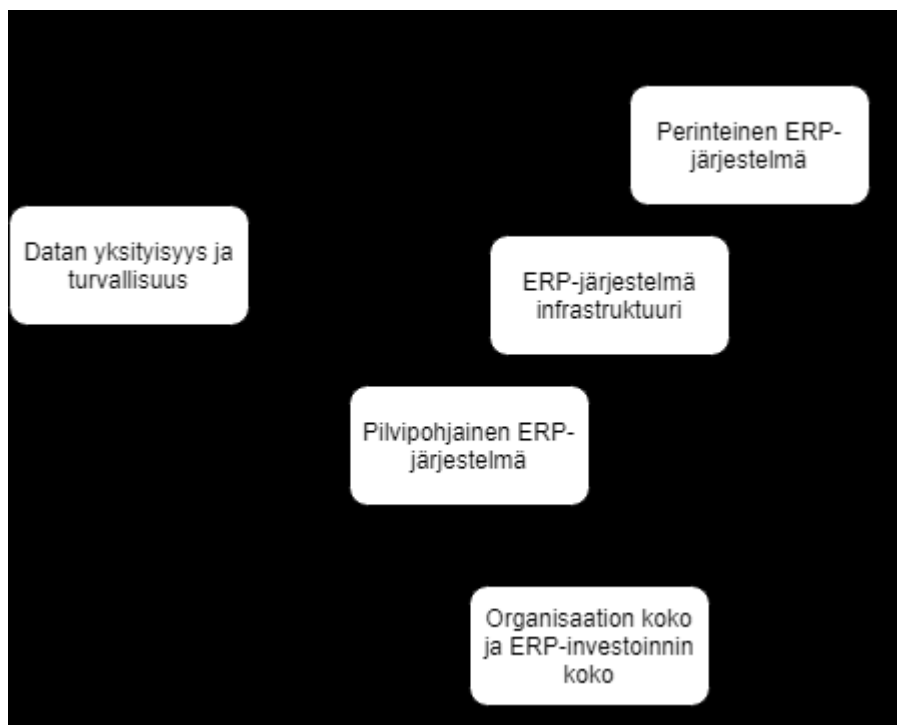 Perinteinen ERP-
järjestelmä
Datan yksityisyys ja
turvallisuus
ERP-järjestelmä
infrastruktuuri
Pilvipohjainen ERP-
järjestelmä
Organisaation koko
ja ERP-investoinnin
koko